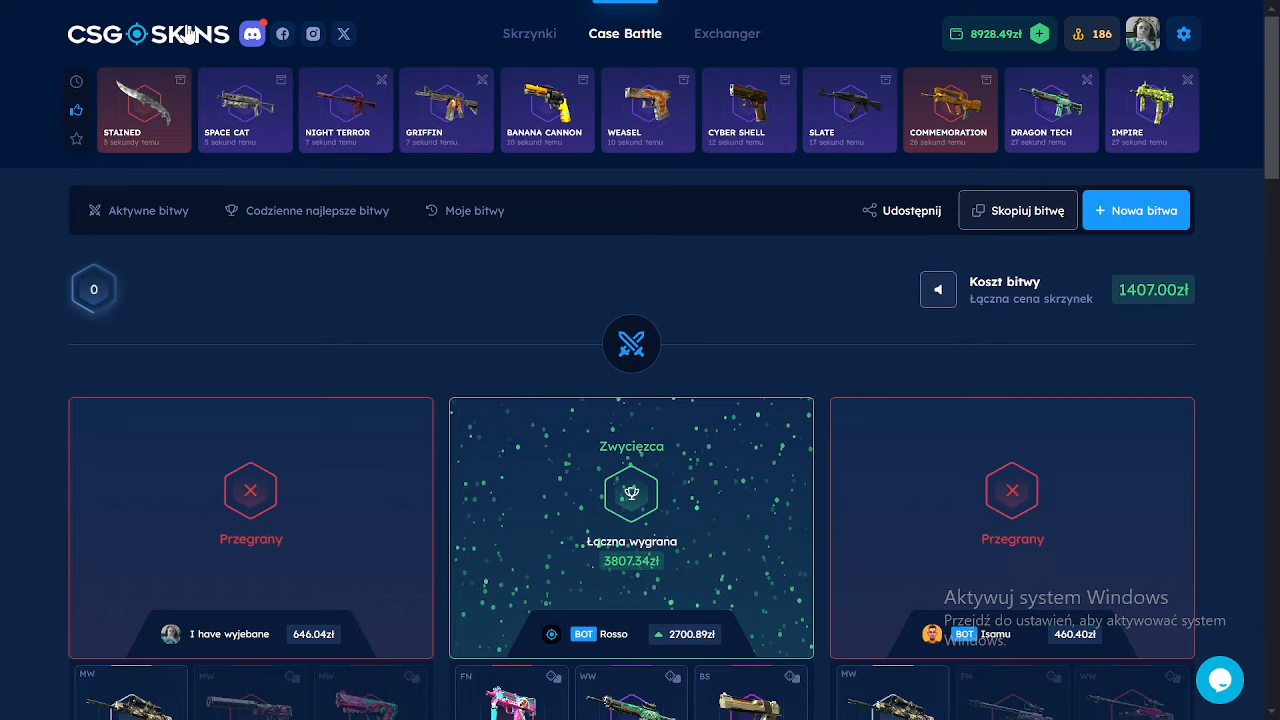 CSGOSKINS
Skrzynki
Case Battle
Exchanger
8928.49zł
186
STAINED
3 sekundy temu
SPACE CAT
5 sekund temu
NIGHT TERROR
7 sekund temu
GRIFFIN
7 sekund temu
BANANA CANNON
10 sekund temu
WEASEL
10 sekund temu
CYBER SHELL
12 sekund temu
SLATE
17 sekund temu
COMMEMORATION
26 sekund temu
DRAGON TECH
27 sekund temu
IMPIRE
27 sekund temu
Aktywne bitwy
Codzienne najlepsze bitwy
Moje bitwy
Udostępnij
Skopiuj bitwę
+ Nowa bitwa
0
Koszt bitwy
Łączna cena skrzynek
1407.00zł
Przegrany
I have wyjebane
646.04zł
Zwycięzca
Łączna wygrana
3807.34zł
BOT Rosso
2700.89zł
Przegrany
BOT Isamu
460.40zł
Aktywuj system Windows
Przejdź do ustawień, aby aktywować system
Windows.
MW
MW
MW
FN
WW
BS
MW
FN
WW